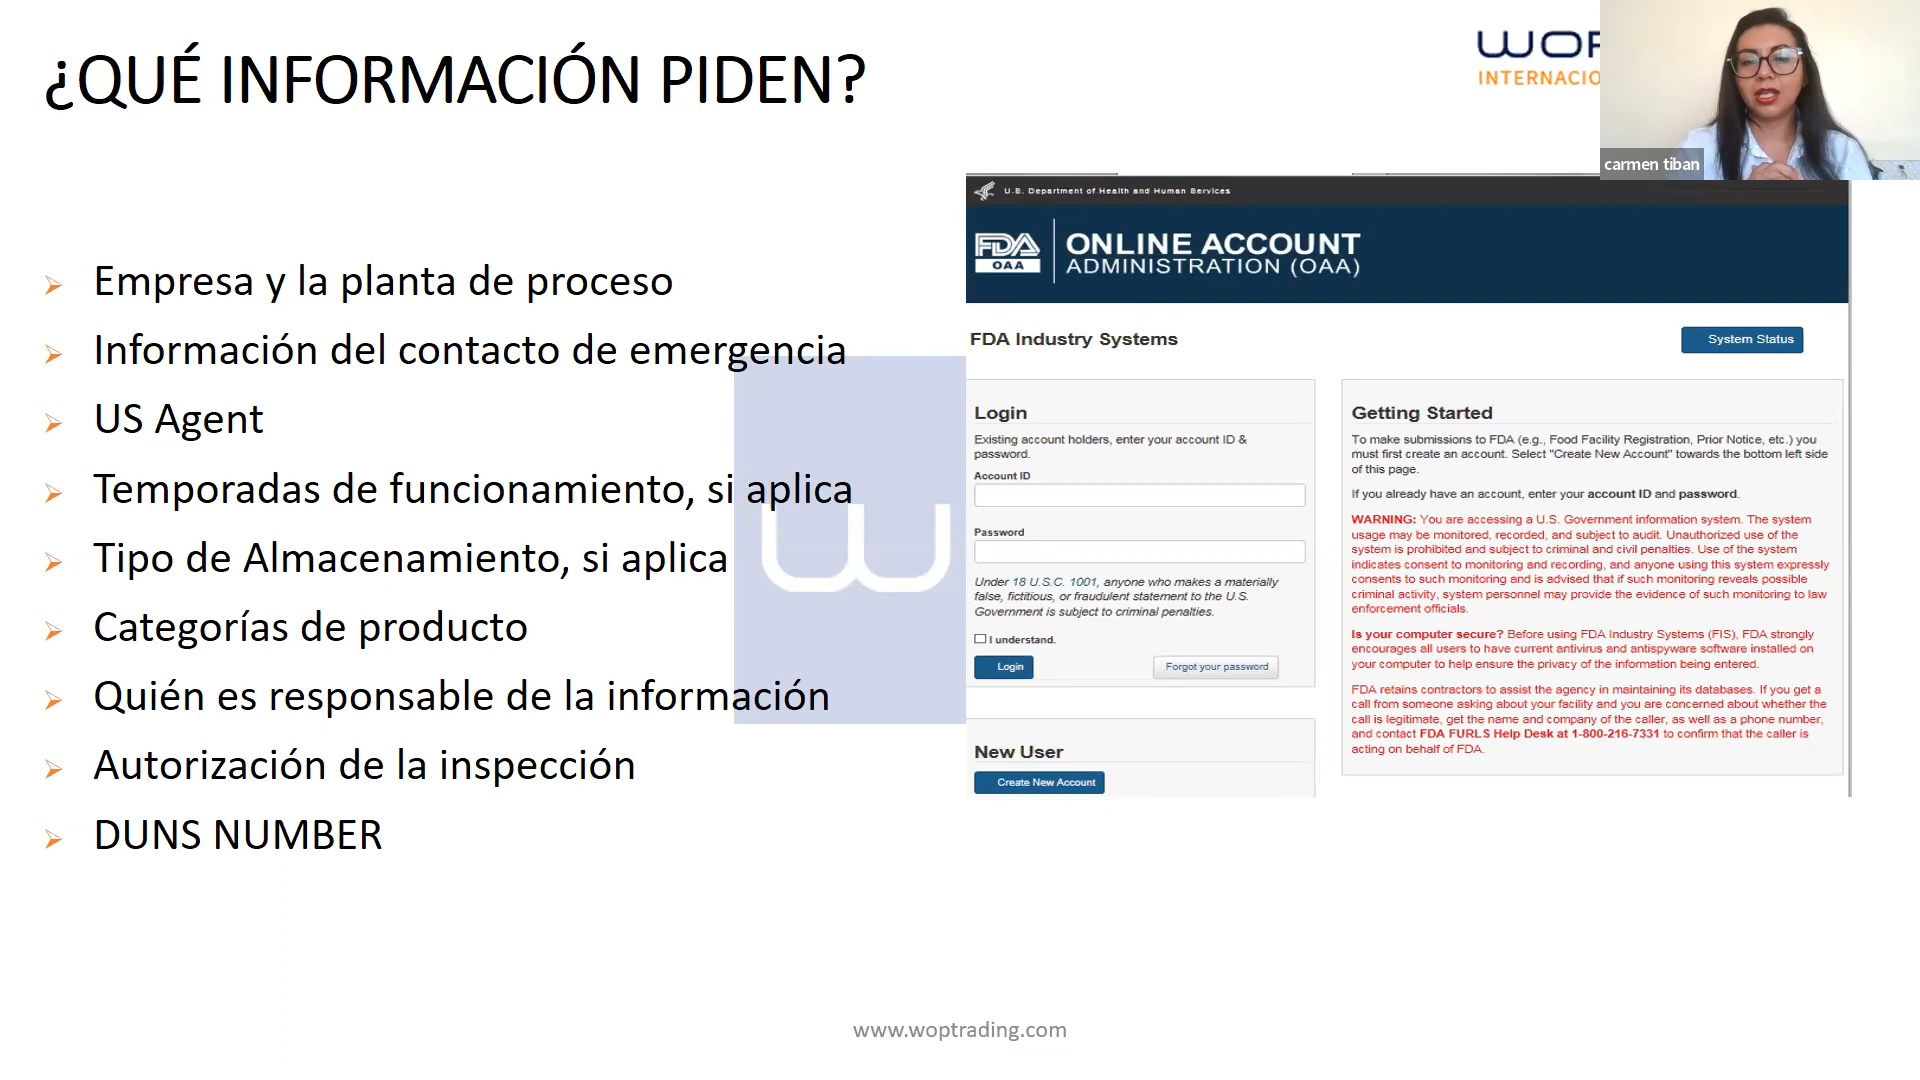 ¿QUÉ INFORMACIÓN PIDEN?
INTERNACIO
carmen tiban
Empresa y la planta de proceso
Información del contacto de emergencia
US Agent
Temporadas de funcionamiento, si aplica
Tipo de Almacenamiento, si aplica
Categorías de producto
Quién es responsable de la información
Autorización de la inspección
DUNS NUMBER
U.S. Department of Health and Human Services
FDA
OAA
ONLINE ACCOUNT
ADMINISTRATION (OAA)
FDA Industry Systems
System Status
Login
Existing account holders, enter your account ID &
password.
Account ID
Password
Under 18 U.S.C. 1001, anyone who makes a materially
false, fictitious, or fraudulent statement to the U.S.
Government is subject to criminal penalties.
I understand.
Login
Forgot your password
New User
Create New Account
Getting Started
To make submissions to FDA (e.g., Food Facility Registration, Prior Notice, etc.) you
must first create an account. Select "Create New Account" towards the bottom left side
of this page.
If you already have an account, enter your account ID and password.
WARNING: You are accessing a U.S. Government information system. The system
usage may be monitored, recorded, and subject to audit. Unauthorized use of the
system is prohibited and subject to criminal and civil penalties. Use of the system
indicates consent to monitoring and recording, and anyone using this system expressly
consents to such monitoring and is advised that if such monitoring reveals possible
criminal activity, system personnel may provide the evidence of such monitoring to law
enforcement officials.
Is your computer secure? Before using FDA Industry Systems (FIS), FDA strongly
encourages all users to have current antivirus and antispyware software installed on
your computer to help ensure the privacy of the information being entered.
FDA retains contractors to assist the agency in maintaining its databases. If you get a
call from someone asking about your facility and you are concerned about whether the
call is legitimate, get the name and company of the caller, as well as a phone number,
and contact FDA FURLS Help Desk at 1-800-216-7331 to confirm that the caller is
acting on behalf of FDA.
www.woptrading.com